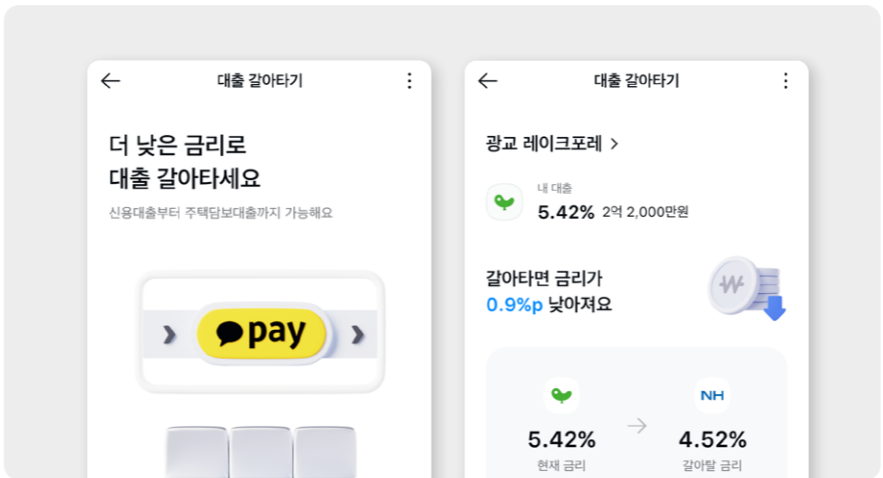 대출 갈아타기
더 낮은 금리로
대출 갈아타세요
신용대출부터 주택담보대출까지 가능해요
pay
대출 갈아타기
광교 레이크포레 >
내 대출
5.42% 2억 2,000만원
갈아타면 금리가
0.9%p 낮아져요
₩
NH
5.42% → 4.52%
현재 금리 갈아탈 금리